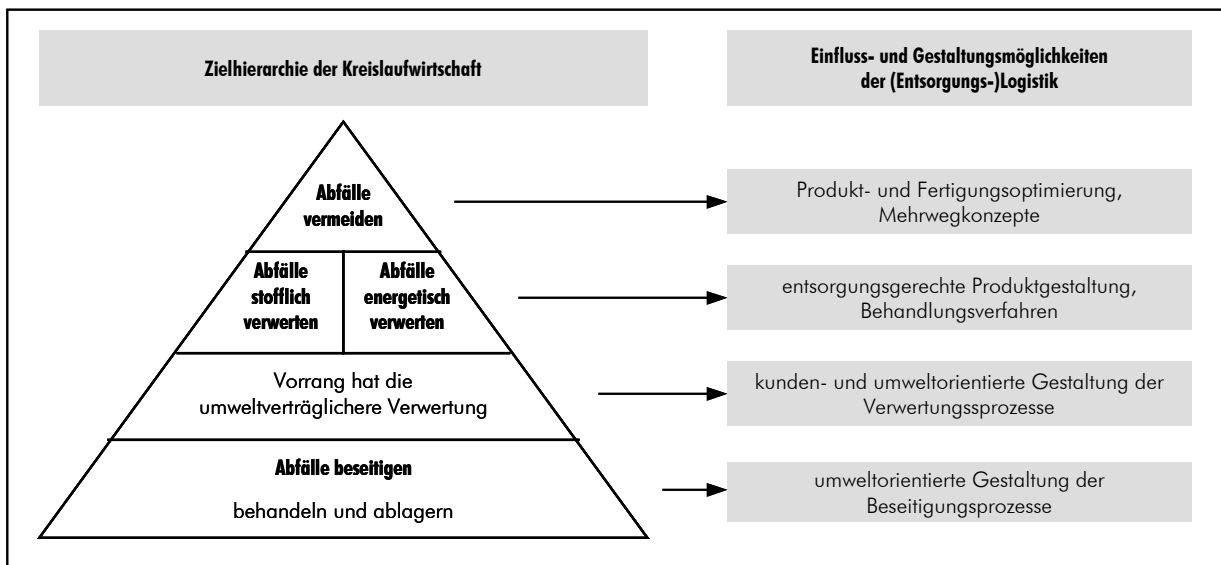 Zielhierarchie der Kreislaufwirtschaft
Einfluss- und Gestaltungsmöglichkeiten
der (Entsorgungs-)Logistik
Abfälle
vermeiden
Produkt- und Fertigungsoptimierung,
Mehrwegkonzepte
Abfälle
stofflich
verwerten
Abfälle
energetisch
verwerten
entsorgungsgerechte Produktgestaltung,
Behandlungsverfahren
Vorrang hat die
umweltverträglichere Verwertung
kunden- und umweltorientierte Gestaltung der
Verwertungssprozesse
Abfälle beseitigen
behandeln und ablagern
umweltorientierte Gestaltung der
Beseitigungsprozesse